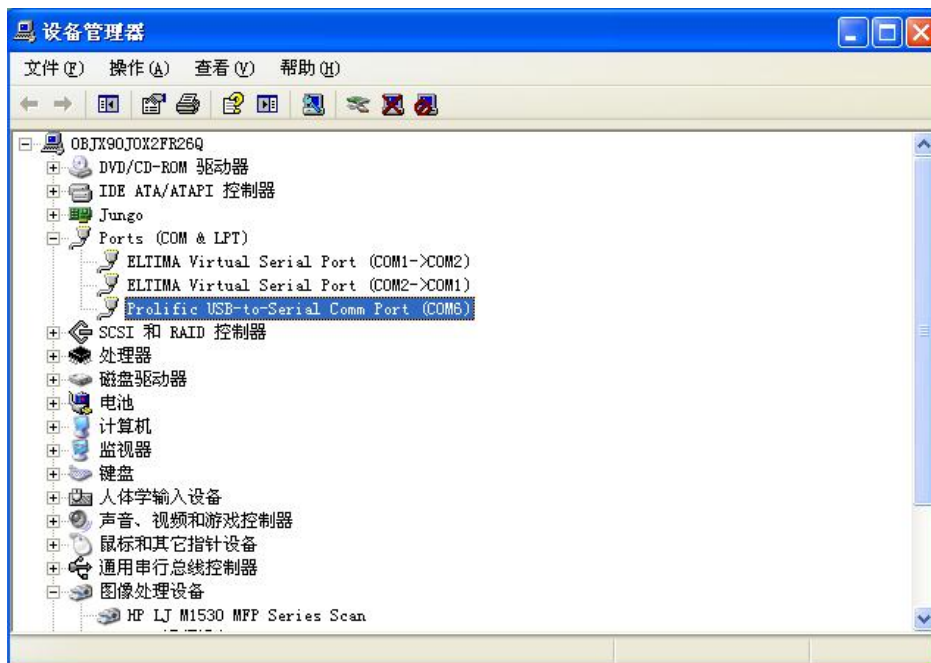 设备管理器
文件(F) 操作(A) 查看(V) 帮助(H)
OBJX90JOX2FR26Q
DVD/CD-ROM 驱动器
IDE ATA/ATAPI 控制器
Jungo
Ports (COM & LPT)
ELTIMA Virtual Serial Port (COM1->COM2)
ELTIMA Virtual Serial Port (COM2->COM1)
Prolific USB-to-Serial Comm Port (COM6)
SCSI 和 RAID 控制器
处理器
磁盘驱动器
电池
计算机
监视器
键盘
人体学输入设备
声音、视频和游戏控制器
鼠标和其它指针设备
通用串行总线控制器
图像处理设备
HP LJ M1530 MFP Series Scan